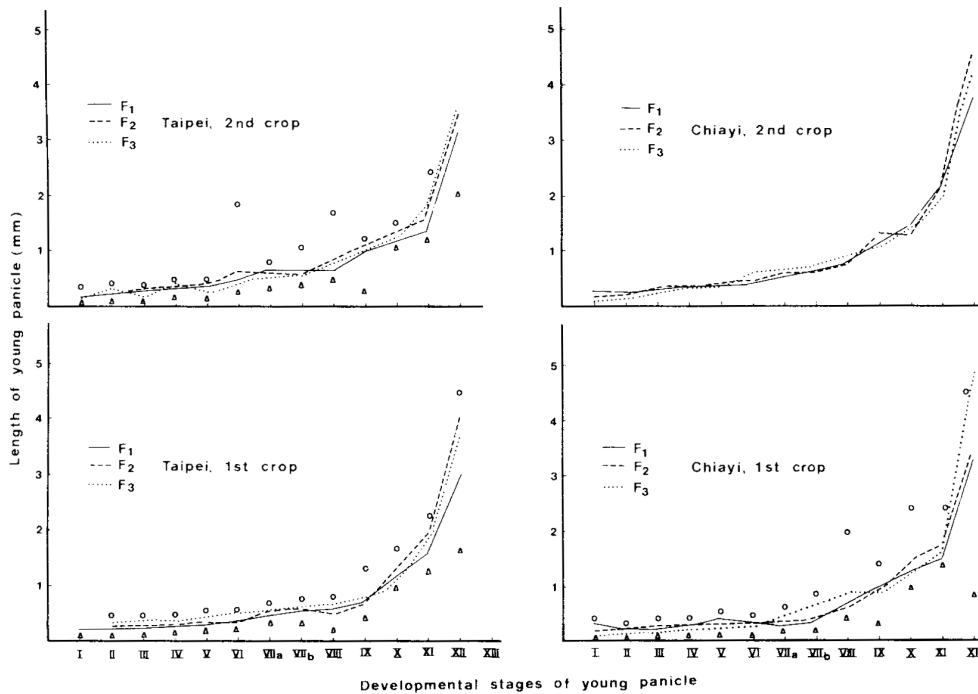 Length of young panicle (mm)
5
4
3
2
1
F1
F2
F3
Taipei, 2nd crop
5
4
3
2
1
F1
F2
F3
Chiayi, 2nd crop
5
4
3
2
1
F1
F2
F3
Taipei, 1st crop
I II III IV V VI VIIa VIIb VIII IX X XI XII XIII
5
4
3
2
1
F1
F2
F3
Chiayi, 1st crop
I II III IV V VI VIIa VIIb VIII IX X XI
Developmental stages of young panicle